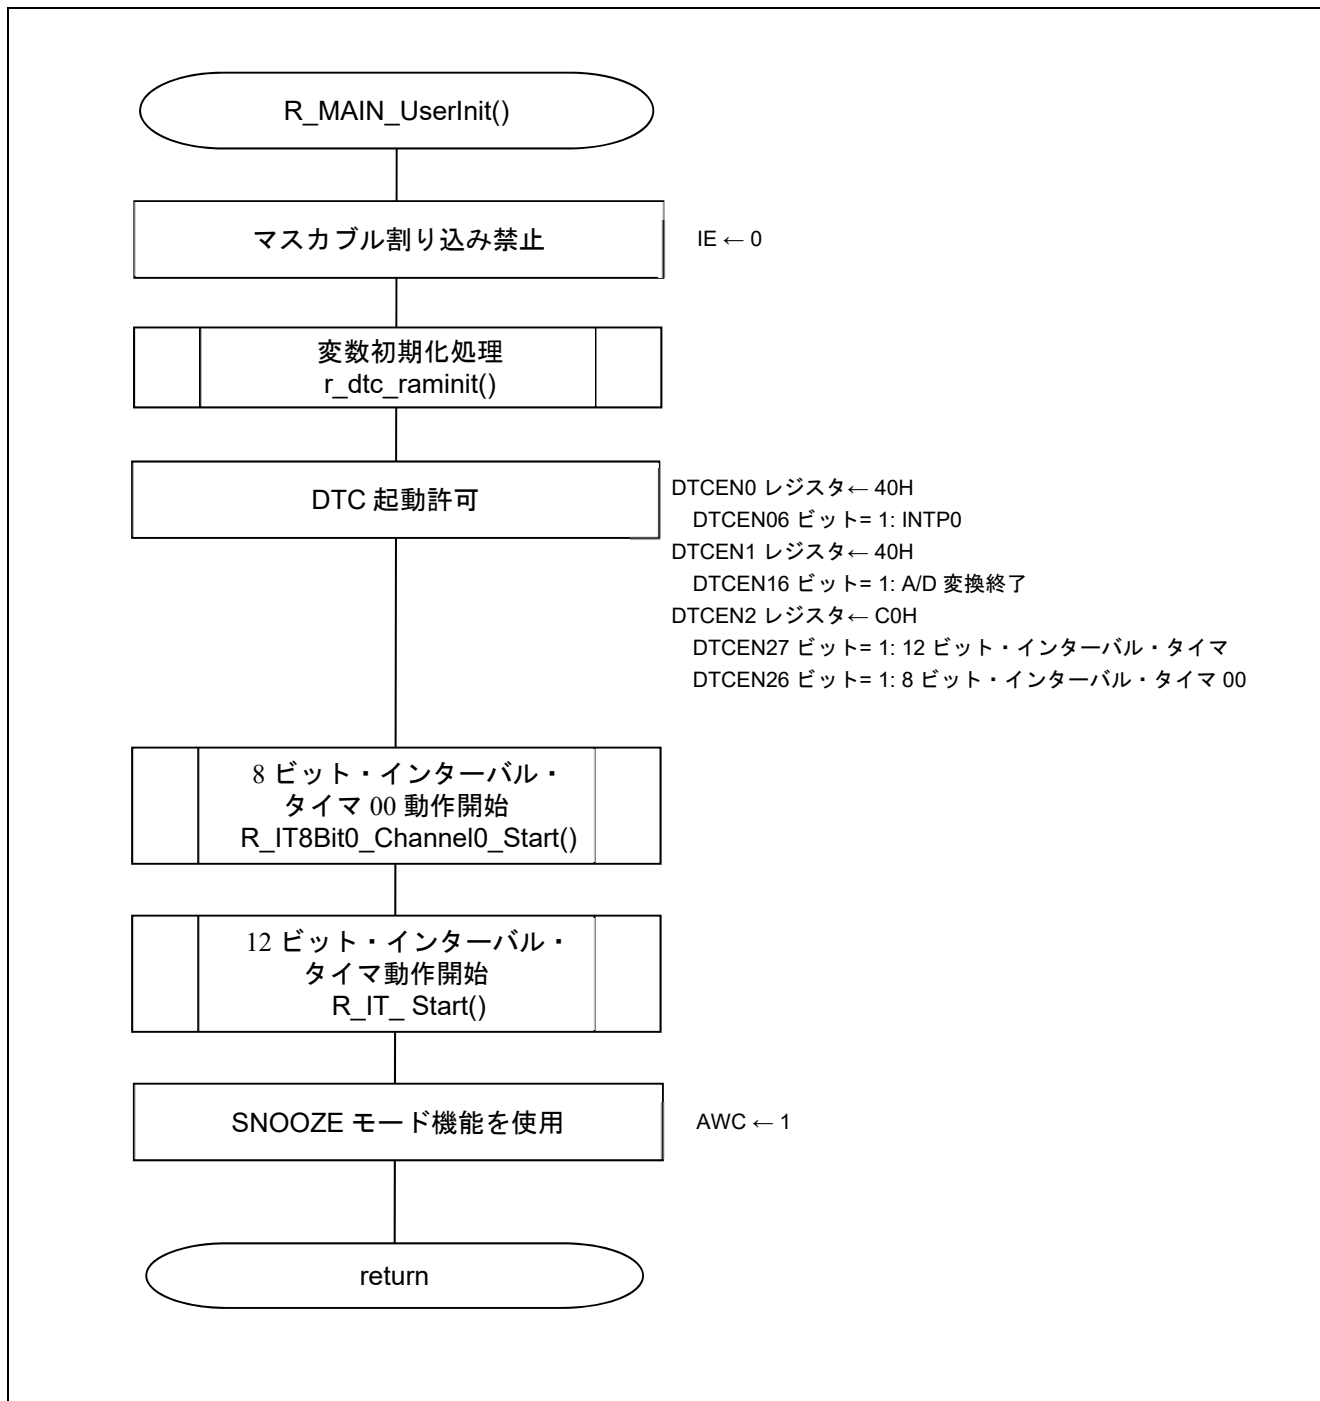 R_MAIN_UserInit()
マスカブル割り込み禁止
IE ← 0
変数初期化処理
r_dtc_raminit()
DTC 起動許可
DTCEN0 レジスタ← 40H
DTCEN06 ビット= 1: INTP0
DTCEN1 レジスタ← 40H
DTCEN16 ビット= 1: A/D 変換終了
DTCEN2 レジスタ← C0H
DTCEN27 ビット= 1: 12 ビット・インターバル・タイマ
DTCEN26 ビット= 1: 8 ビット・インターバル・タイマ 00
8 ビット・インターバル・
タイマ 00 動作開始
R_IT8Bit0_Channel0_Start()
12 ビット・インターバル・
タイマ動作開始
R_IT_ Start()
SNOOZE モード機能を使用
AWC ← 1
return